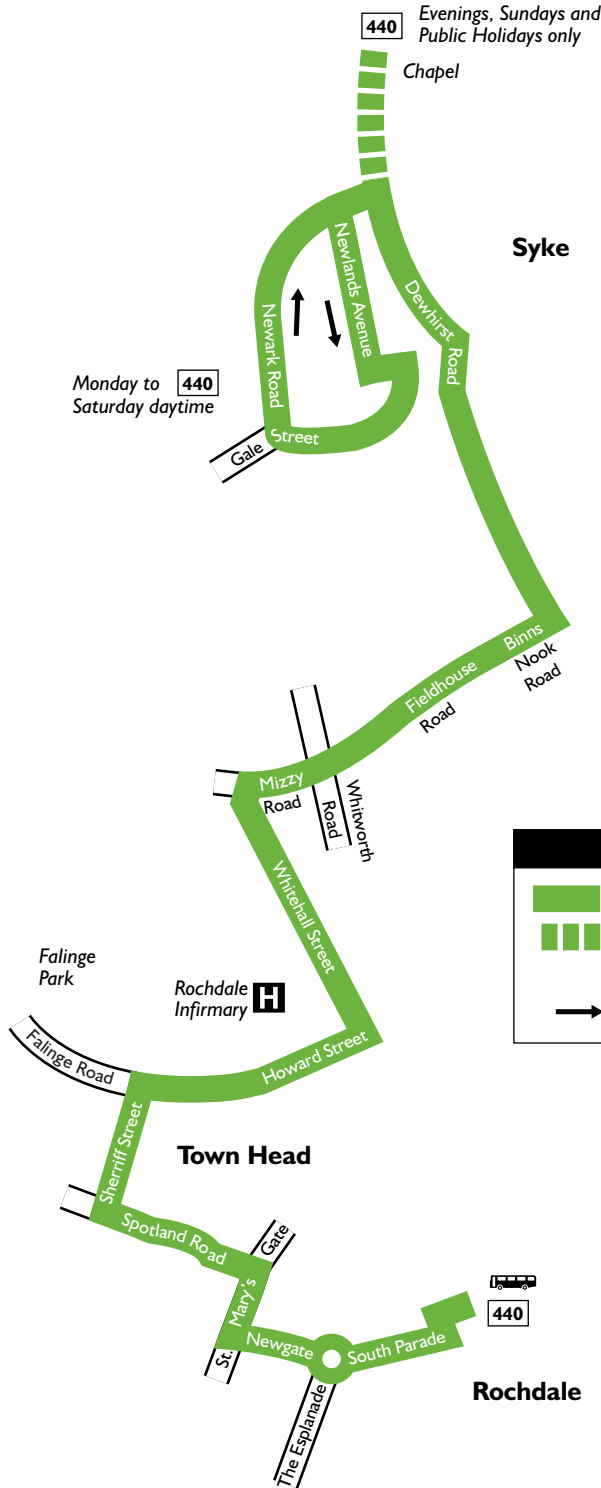 440
Evenings, Sundays and
Public Holidays only
Chapel
Syke
Newlands Avenue
Dewhirst
Road
Newark Road
Monday to
Saturday daytime
440
Gale
Street
Binns
Nook
Road
Fieldhouse
Road
Mizzy
Road
Whitworth
Road
Whitehall Street
Falinge
Park
Rochdale
Infirmary
H
Falinge Road
Howard Street
Sherriff Street
Town Head
Spotland Road
St.
Mary's
Gate
Newgate
South Parade
440
The Esplanade
Rochdale